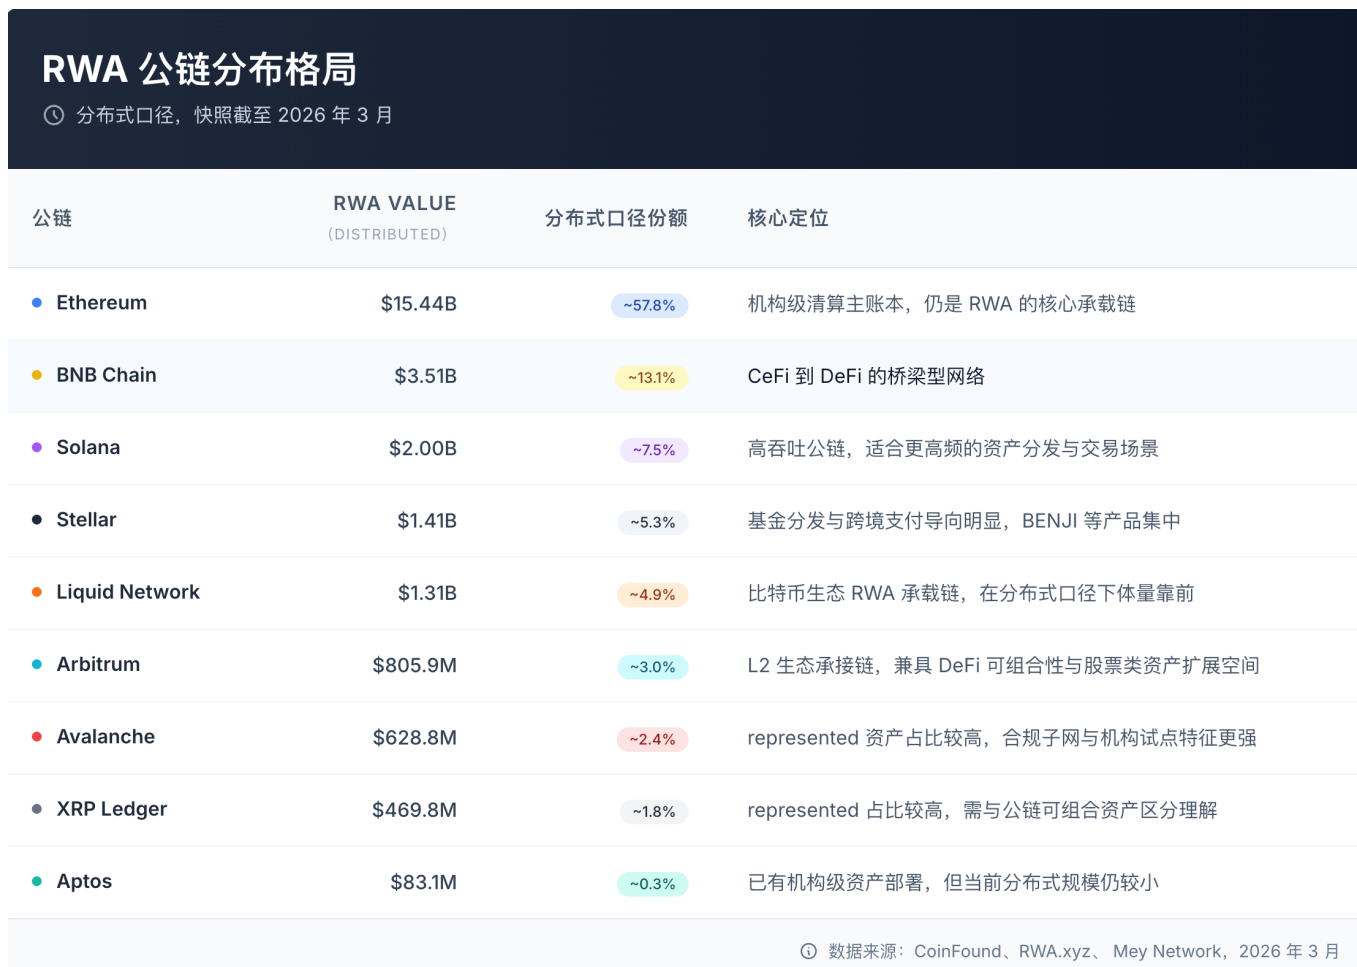 RWA 公链分布格局
分布式口径，快照截至 2026 年 3 月
公链 RWA VALUE (DISTRIBUTED) 分布式口径份额 核心定位
Ethereum $15.44B ~57.8% 机构级清算主账本，仍是 RWA 的核心承载链
BNB Chain $3.51B ~13.1% CeFi 到 DeFi 的桥梁型网络
Solana $2.00B ~7.5% 高吞吐公链，适合更高频的资产分发与交易场景
Stellar $1.41B ~5.3% 基金分发与跨境支付导向明显，BENJI 等产品集中
Liquid Network $1.31B ~4.9% 比特币生态 RWA 承载链，在分布式口径下体量靠前
Arbitrum $805.9M ~3.0% L2 生态承接链，兼具 DeFi 可组合性与股票类资产扩展空间
Avalanche $628.8M ~2.4% represented 资产占比较高，合规子网与机构试点特征更强
XRP Ledger $469.8M ~1.8% represented 占比较高，需与公链可组合资产区分理解
Aptos $83.1M ~0.3% 已有机构级资产部署，但当前分布式规模仍较小
数据来源：CoinFound、RWA.xyz、 Mey Network，2026 年 3 月